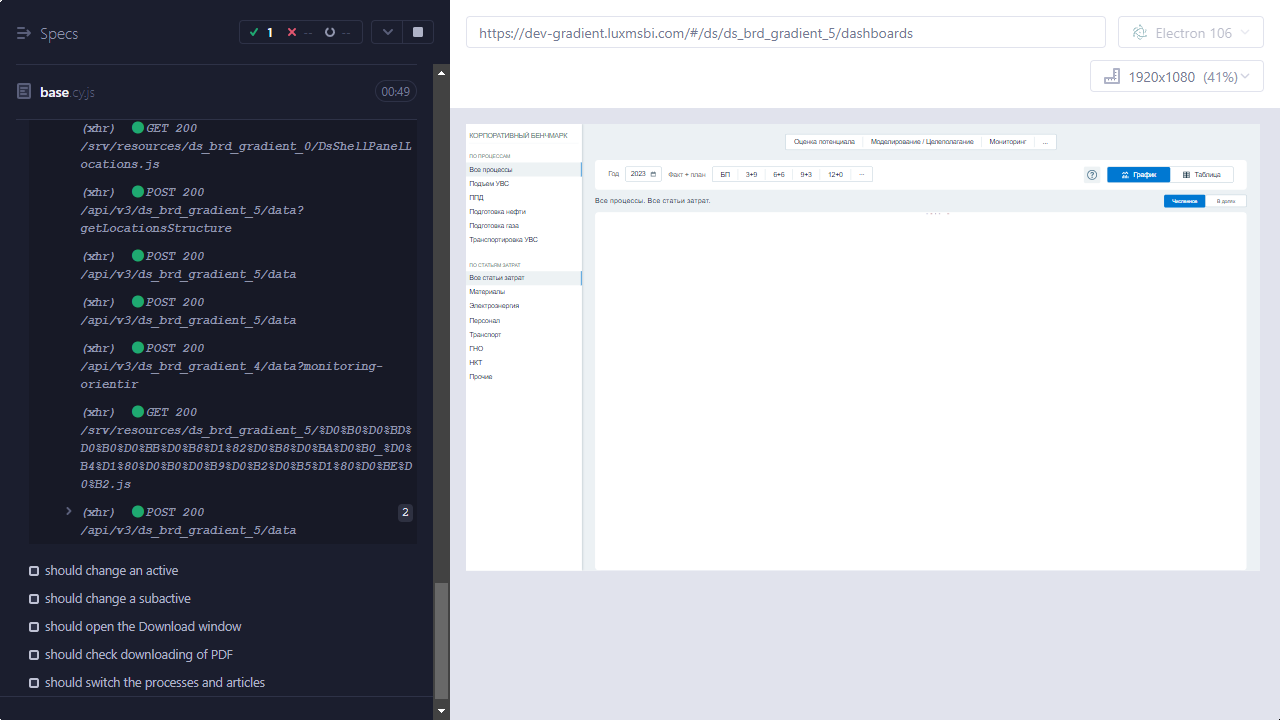 Specs
1
--
--
https://dev-gradient.luxmsbi.com/#/ds/ds_brd_gradient_5/dashboards
Electron 106
1920x1080 (41%)
base.cy.js
00:49
(xhr) GET 200
/srv/resources/ds_brd_gradient_0/DsShellPanelL
ocations.js
(xhr) POST 200
/api/v3/ds_brd_gradient_5/data?
getLocationsStructure
(xhr) POST 200
/api/v3/ds_brd_gradient_5/data
(xhr) POST 200
/api/v3/ds_brd_gradient_5/data
(xhr) POST 200
/api/v3/ds_brd_gradient_4/data?monitoring-
orientir
(xhr) GET 200
/srv/resources/ds_brd_gradient_5/%D0%B0%D0%BD%
D0%B0%D0%BB%D0%B8%D1%82%D0%B8%D0%BA%D0%B0_%D0%
B4%D1%80%D0%B0%D0%B9%D0%B2%D0%B5%D1%80%D0%BE%D
0%B2.js
(xhr) POST 200
2
/api/v3/ds_brd_gradient_5/data
should change an active
should change a subactive
should open the Download window
should check downloading of PDF
should switch the processes and articles
КОРПОРАТИВНЫЙ БЕНЧМАРК
ПО ПРОЦЕССАМ
Все процессы
Подъем УВС
ППД
Подготовка нефти
Подготовка газа
Транспортировка УВС
ПО СТАТЬЯМ ЗАТРАТ
Все статьи затрат
Материалы
Электроэнергия
Персонал
Транспорт
ГНО
НКТ
Прочие
Оценка потенциала
Моделирование / Целеполагание
Мониторинг
...
Год
2023
Факт + план
БП
3+9
6+6
9+3
12+0
...
?
График
Таблица
Все процессы. Все статьи затрат.
Численное
В долях